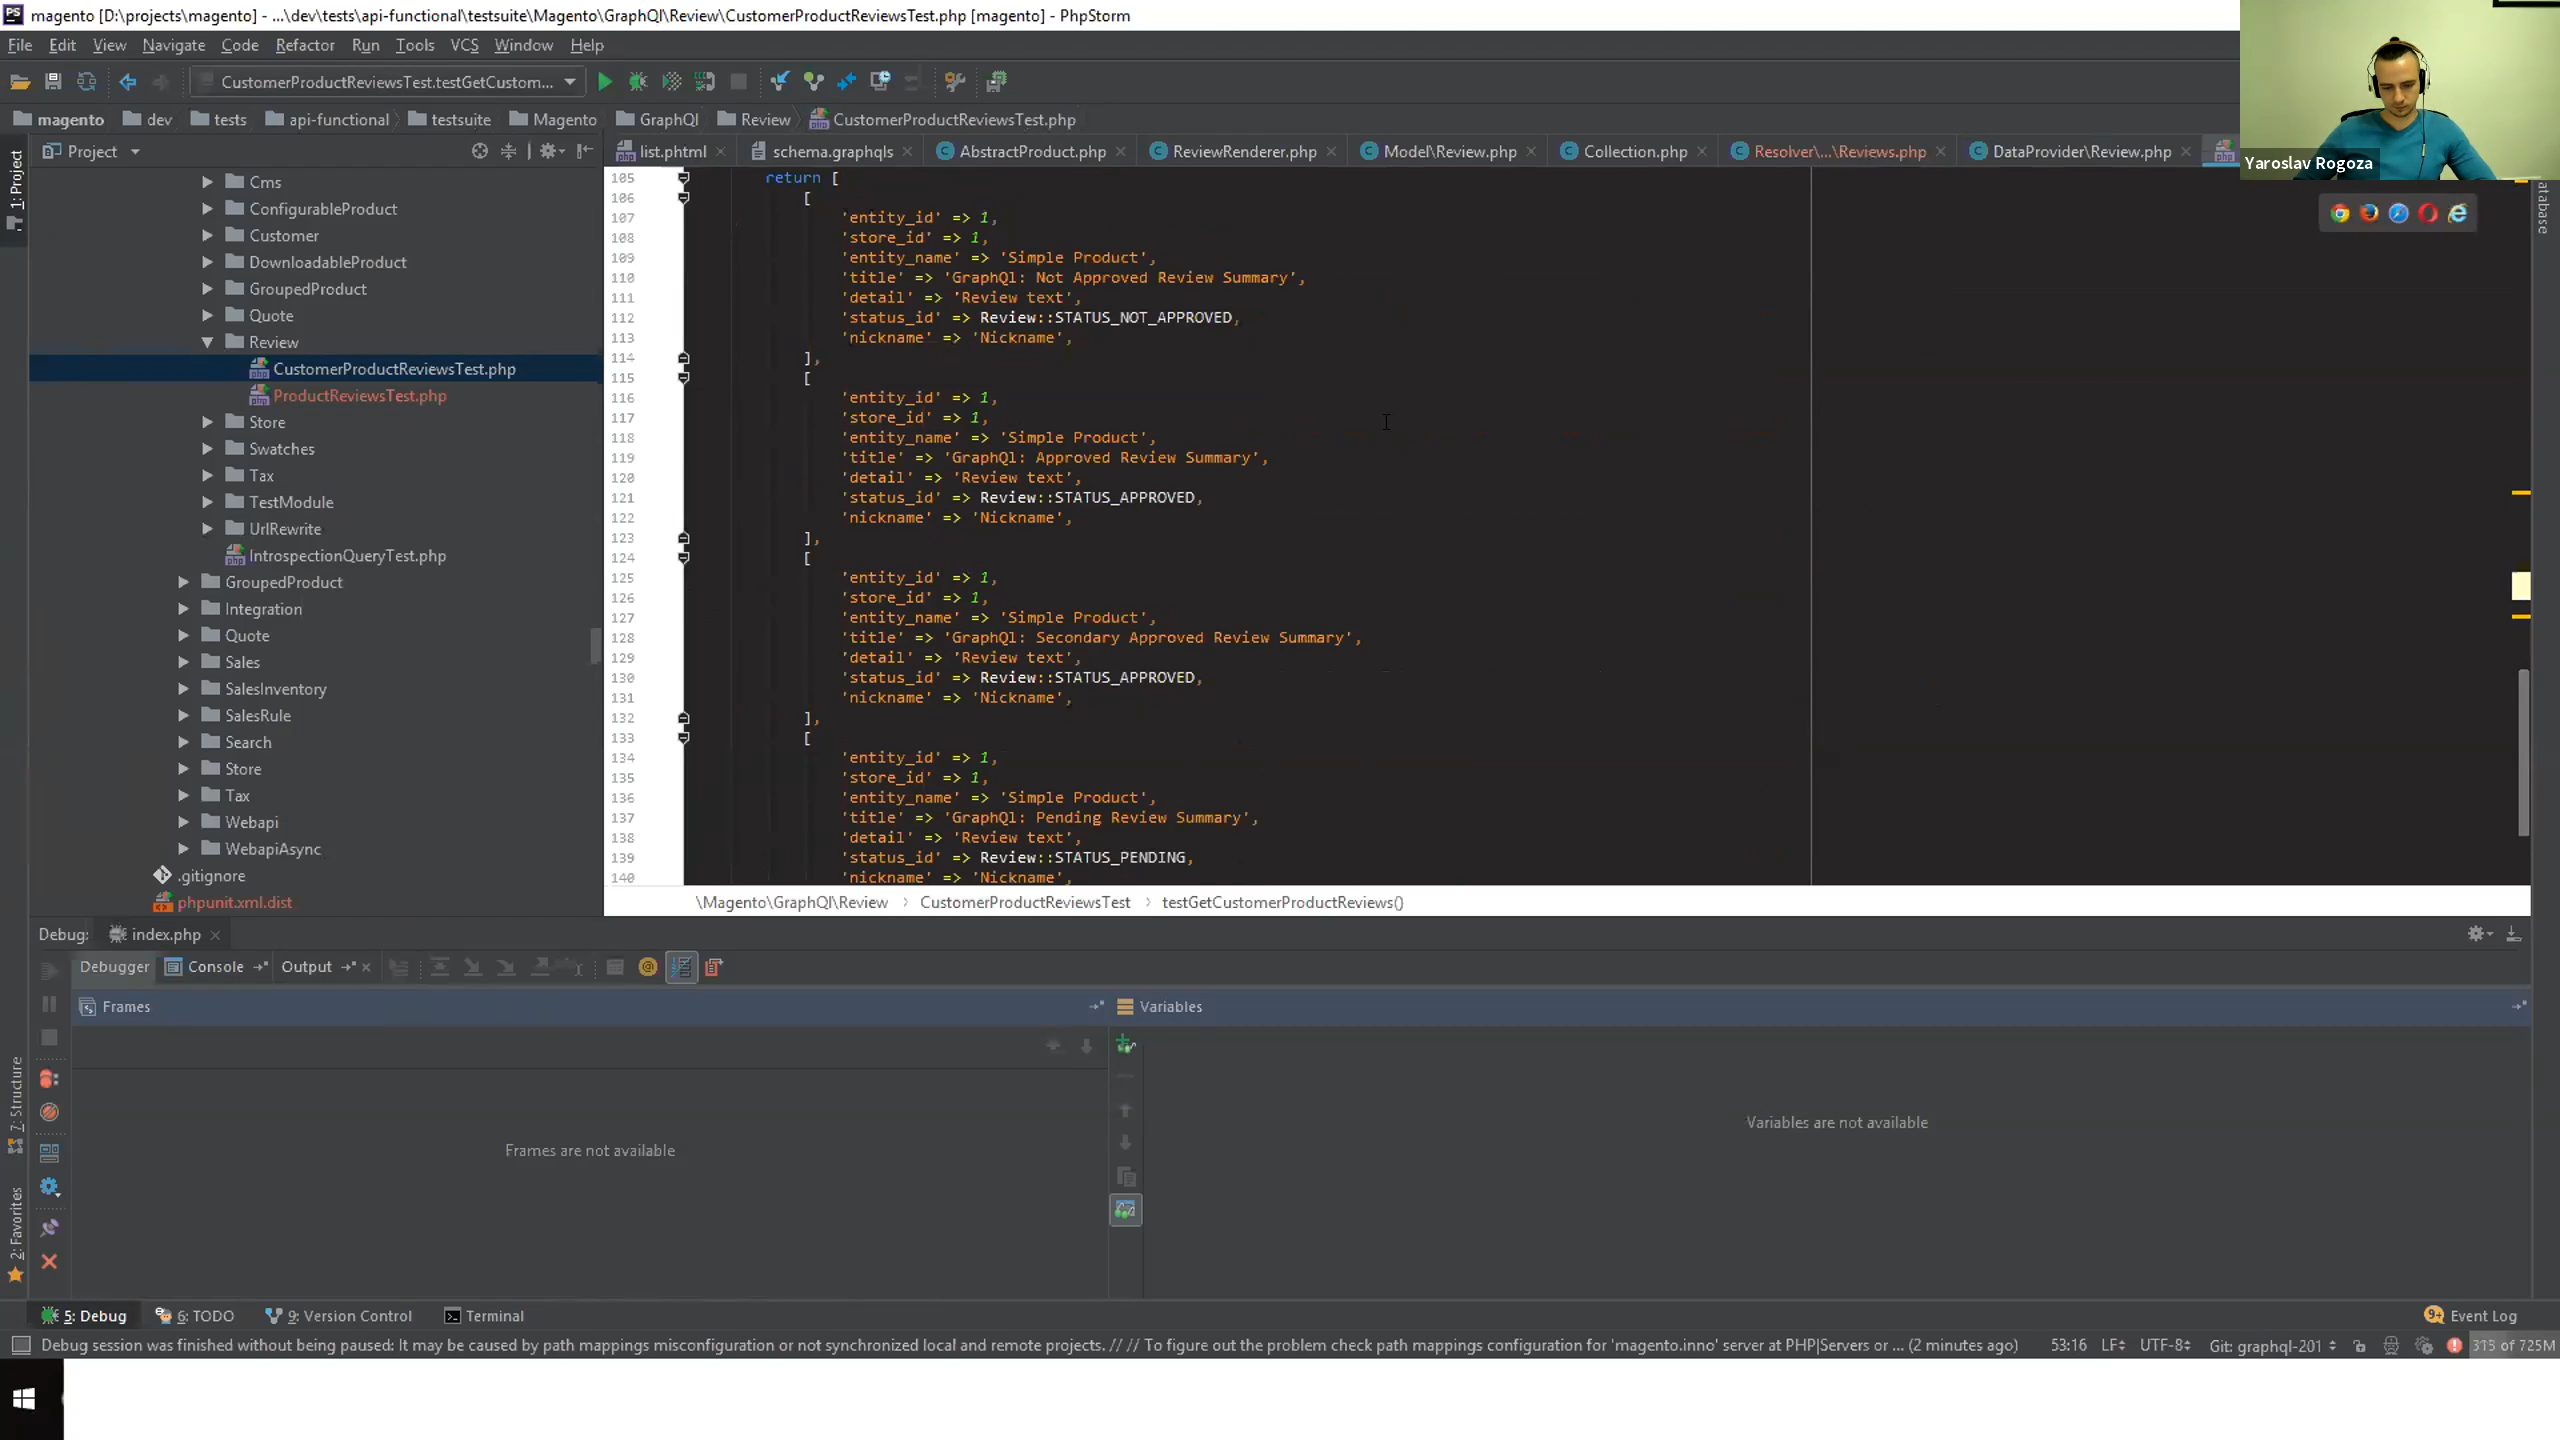 magento [D:\projects\magento] - ...\dev\tests\api-functional\testsuite\Magento\GraphQl\Review\CustomerProductReviewsTest.php [magento] - PhpStorm
File Edit View Navigate Code Refactor Run Tools VCS Window Help
CustomerProductReviewsTest.testGetCustom...
magento dev tests api-functional testsuite Magento GraphQl Review CustomerProductReviewsTest.php
Yaroslav Rogoza
1: Project
Project
list.phtml schema.graphqls AbstractProduct.php ReviewRenderer.php Model\Review.php Collection.php Resolver\...\Reviews.php DataProvider\Review.php
Cms
ConfigurableProduct
Customer
DownloadableProduct
GroupedProduct
Quote
Review
CustomerProductReviewsTest.php
ProductReviewsTest.php
Store
Swatches
Tax
TestModule
UrlRewrite
IntrospectionQueryTest.php
GroupedProduct
Integration
Quote
Sales
SalesInventory
SalesRule
Search
Store
Tax
Webapi
WebapiAsync
.gitignore
phpunit.xml.dist
105 return [
106 [
107 'entity_id' => 1,
108 'store_id' => 1,
109 'entity_name' => 'Simple Product',
110 'title' => 'GraphQl: Not Approved Review Summary',
111 'detail' => 'Review text',
112 'status_id' => Review::STATUS_NOT_APPROVED,
113 'nickname' => 'Nickname',
114 ],
115 [
116 'entity_id' => 1,
117 'store_id' => 1,
118 'entity_name' => 'Simple Product',
119 'title' => 'GraphQl: Approved Review Summary',
120 'detail' => 'Review text',
121 'status_id' => Review::STATUS_APPROVED,
122 'nickname' => 'Nickname',
123 ],
124 [
125 'entity_id' => 1,
126 'store_id' => 1,
127 'entity_name' => 'Simple Product',
128 'title' => 'GraphQl: Secondary Approved Review Summary',
129 'detail' => 'Review text',
130 'status_id' => Review::STATUS_APPROVED,
131 'nickname' => 'Nickname',
132 ],
133 [
134 'entity_id' => 1,
135 'store_id' => 1,
136 'entity_name' => 'Simple Product',
137 'title' => 'GraphQl: Pending Review Summary',
138 'detail' => 'Review text',
139 'status_id' => Review::STATUS_PENDING,
140 'nickname' => 'Nickname',
atabase
\Magento\GraphQl\Review > CustomerProductReviewsTest > testGetCustomerProductReviews()
Debug: index.php
Debugger Console Output
Frames
Variables
Frames are not available
Variables are not available
7: Structure
2: Favorites
5: Debug 6: TODO 9: Version Control Terminal Event Log
Debug session was finished without being paused: It may be caused by path mappings misconfiguration or not synchronized local and remote projects. // // To figure out the problem check path mappings configuration for 'magento.inno' server at PHP|Servers or ... (2 minutes ago) 53:16 LF UTF-8 Git: graphql-201 315 of 725M